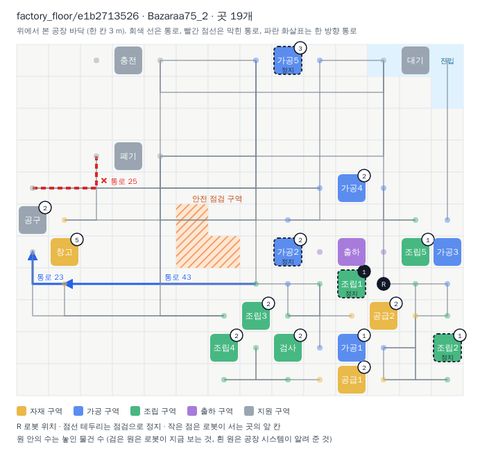 factory_floor/e1b2713526 · Bazaraa75_2 · 곳 19개
위에서 본 공장 바닥 (한 칸 3 m). 회색 선은 통로, 빨간 점선은 막힌 통로, 파란 화살표는 한 방향 통로
충전
가공5
정지
3
대기
진입
폐기
✕ 통로 25
안전 점검 구역
가공4
2
공구
2
창고
5
가공2
정지
2
출하
조립5
1
가공3
1
통로 23
통로 43
조립1
정지
1
R
조립3
2
공급2
2
조립4
2
검사
2
가공1
1
조립2
정지
1
공급1
2
자재 구역
가공 구역
조립 구역
출하 구역
지원 구역
R 로봇 위치 · 점선 테두리는 점검으로 정지 · 작은 점은 로봇이 서는 곳의 앞 칸
원 안의 수는 놓인 물건 수 (검은 원은 로봇이 지금 보는 것, 흰 원은 공장 시스템이 알려 준 것)